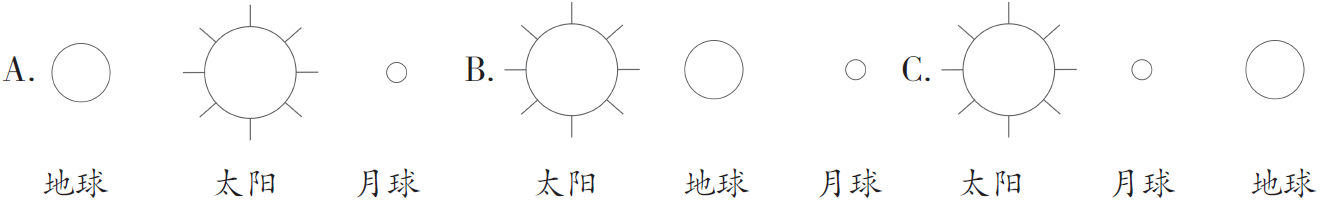 A. B. C.
地球 太阳 月球 太阳 地球 月球 太阳 月球 地球